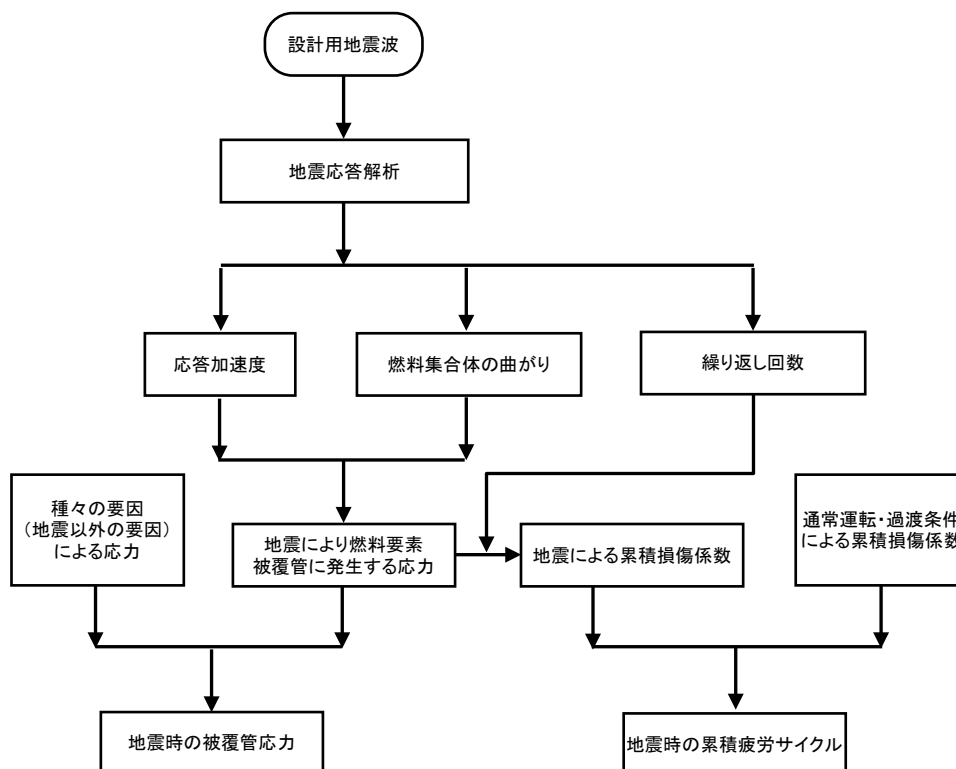 設計用地震波
地震応答解析
応答加速度
燃料集合体の曲がり
繰り返し回数
種々の要因
（地震以外の要因）
による応力
地震により燃料要素
被覆管に発生する応力
地震による累積損傷係数
通常運転・過渡条件
による累積損傷係数
地震時の被覆管応力
地震時の累積疲労サイクル